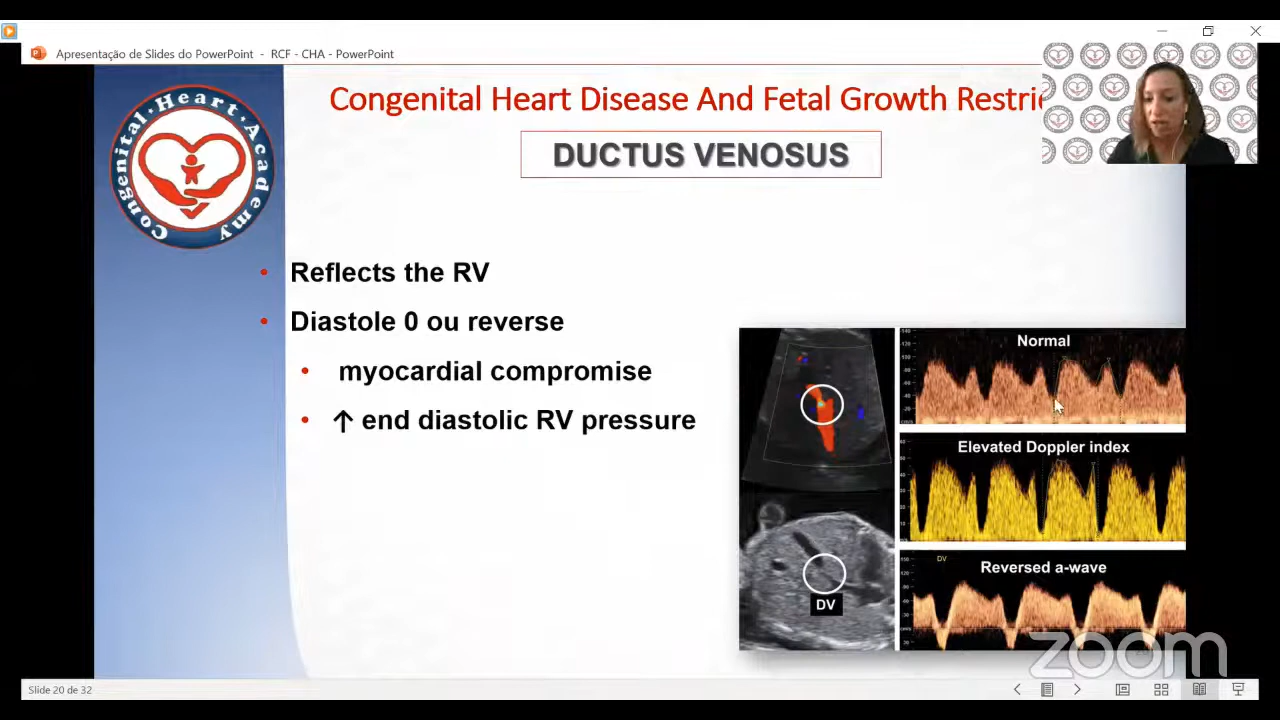 Apresentação de Slides do PowerPoint - RCF - CHA - PowerPoint
Congenital Heart Disease And Fetal Growth
DUCTUS VENOSUS
Congenital · Heart · Academy
• Reflects the RV
• Diastole 0 ou reverse
• myocardial compromise
• ↑ end diastolic RV pressure
Normal
Elevated Doppler index
DV
Reversed a-wave
DV
zoom
Slide 20 de 32